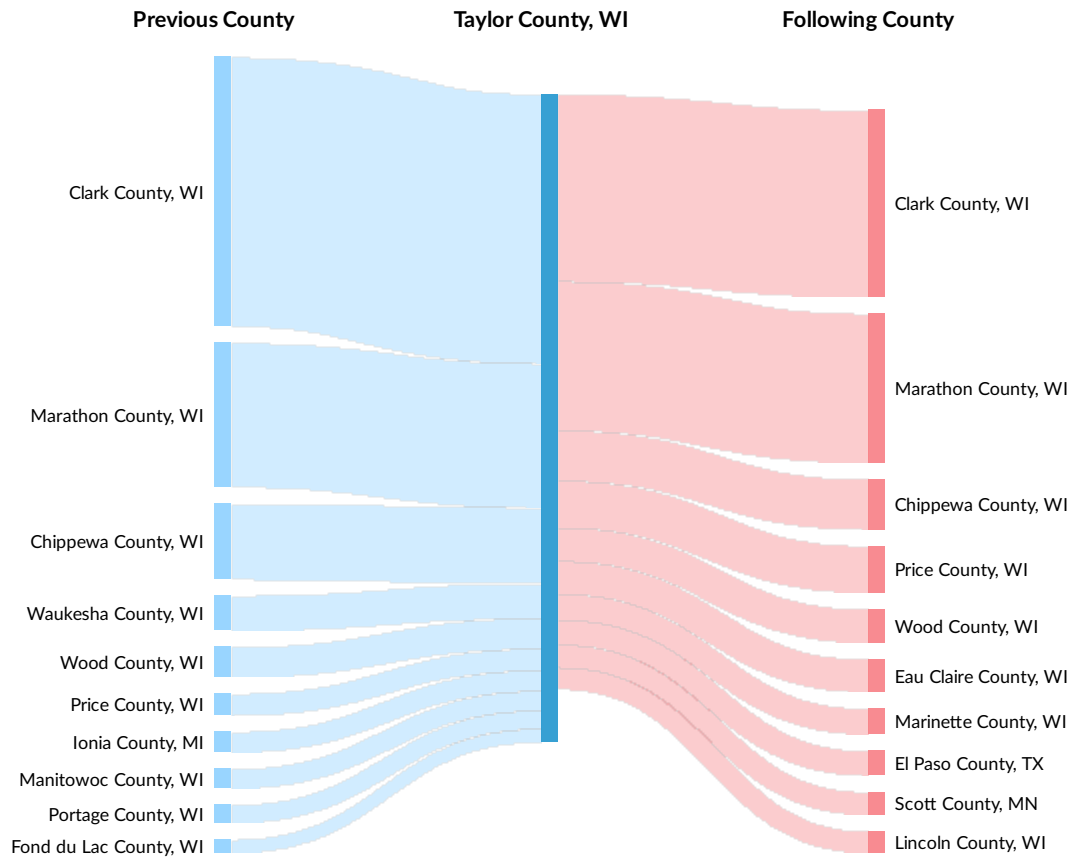 Previous County
Taylor County, WI
Following County
Clark County, WI
Marathon County, WI
Chippewa County, WI
Waukesha County, WI
Wood County, WI
Price County, WI
Ionia County, MI
Manitowoc County, WI
Portage County, WI
Fond du Lac County, WI
Clark County, WI
Marathon County, WI
Chippewa County, WI
Price County, WI
Wood County, WI
Eau Claire County, WI
Marinette County, WI
El Paso County, TX
Scott County, MN
Lincoln County, WI